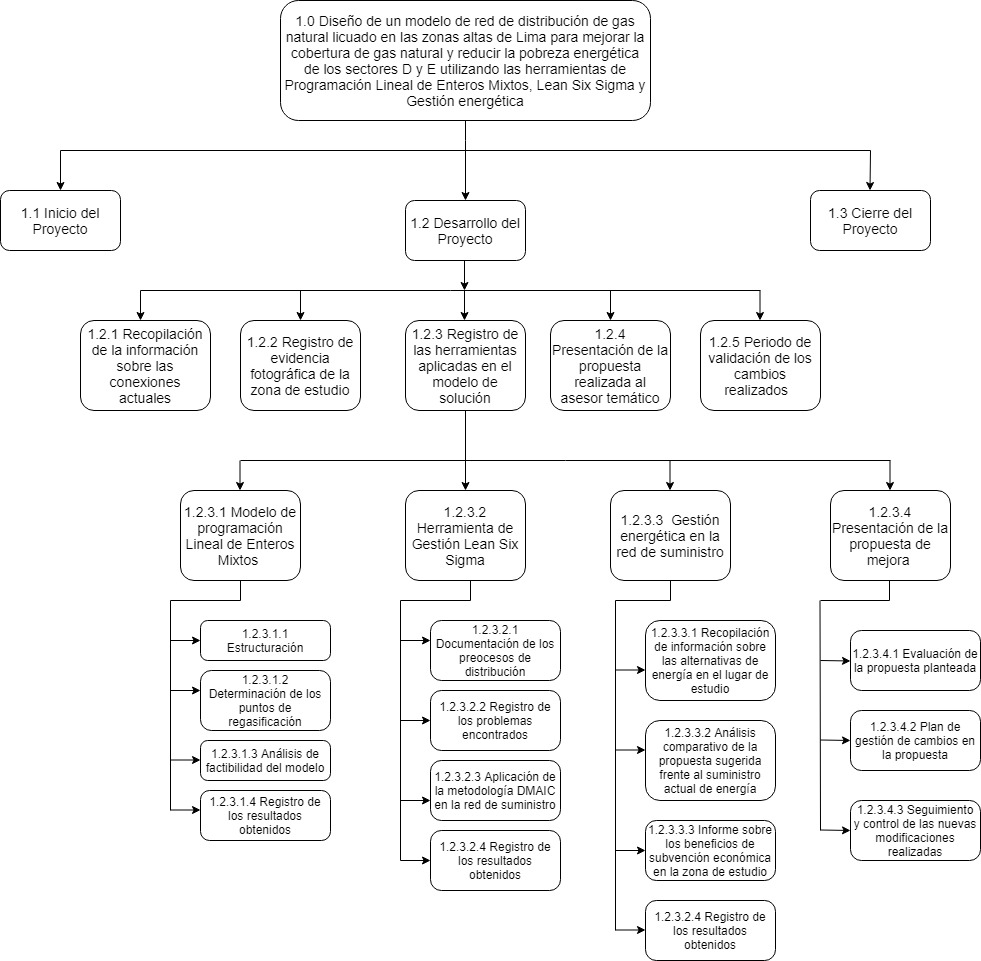 1.0 Diseño de un modelo de red de distribución de gas
natural licuado en las zonas altas de Lima para mejorar la
cobertura de gas natural y reducir la pobreza energética
de los sectores D y E utilizando las herramientas de
Programación Lineal de Enteros Mixtos, Lean Six Sigma y
Gestión energética
1.1 Inicio del
Proyecto
1.2 Desarrollo del
Proyecto
1.3 Cierre del
Proyecto
1.2.1 Recopilación
de la información
sobre las
conexiones
actuales
1.2.2 Registro de
evidencia
fotográfica de la
zona de estudio
1.2.3 Registro de
las herramientas
aplicadas en el
modelo de
solución
1.2.4
Presentación de la
propuesta
realizada al
asesor temático
1.2.5 Periodo de
validación de los
cambios
realizados
1.2.3.1 Modelo de
programación
Lineal de Enteros
Mixtos
1.2.3.2
Herramienta de
Gestión Lean Six
Sigma
1.2.3.3 Gestión
energética en la
red de suministro
1.2.3.4
Presentación de la
propuesta de
mejora
1.2.3.1.1
Estructuración
1.2.3.1.2
Determinación de los
puntos de
regasificación
1.2.3.1.3 Análisis de
factibilidad del modelo
1.2.3.1.4 Registro de
los resultados
obtenidos
1.2.3.2.1
Documentación de los
preocesos de
distribución
1.2.3.2.2 Registro de
los problemas
encontrados
1.2.3.2.3 Aplicación de
la metodología DMAIC
en la red de suministro
1.2.3.2.4 Registro de
los resultados
obtenidos
1.2.3.3.1 Recopilación
de información sobre
las alternativas de
energía en el lugar de
estudio
1.2.3.3.2 Análisis
comparativo de la
propuesta sugerida
frente al suministro
actual de energía
1.2.3.3.3 Informe sobre
los beneficios de
subvención económica
en la zona de estudio
1.2.3.2.4 Registro de
los resultados
obtenidos
1.2.3.4.1 Evaluación de
la propuesta planteada
1.2.3.4.2 Plan de
gestión de cambios en
la propuesta
1.2.3.4.3 Seguimiento
y control de las nuevas
modificaciones
realizadas